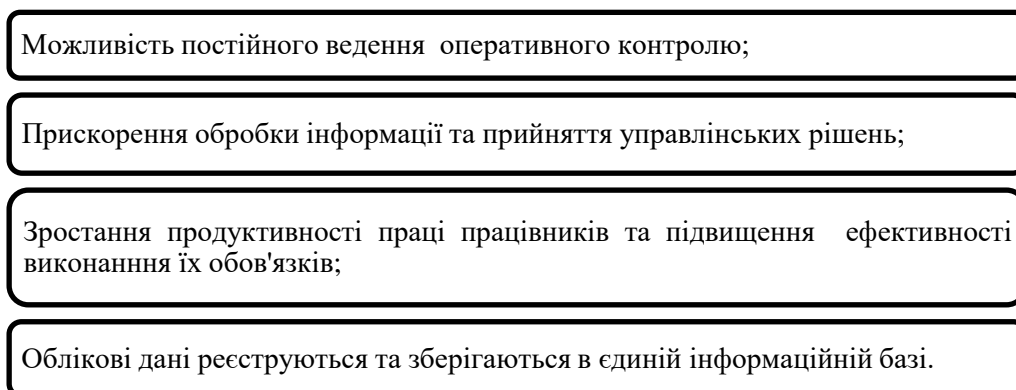 Можливість постійного ведення оперативного контролю;
Прискорення обробки інформації та прийняття управлінських рішень;
Зростання продуктивності праці працівників та підвищення ефективності
виконанння їх обов'язків;
Облікові дані реєструються та зберігаються в єдиній інформаційній базі.